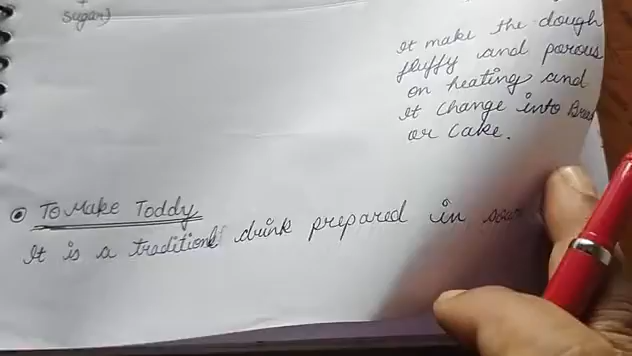 +
sugar)
It make the dough
fluffy and porous
on heating and
it change into
or cake.
To Make Toddy
It is a traditional drink prepared in